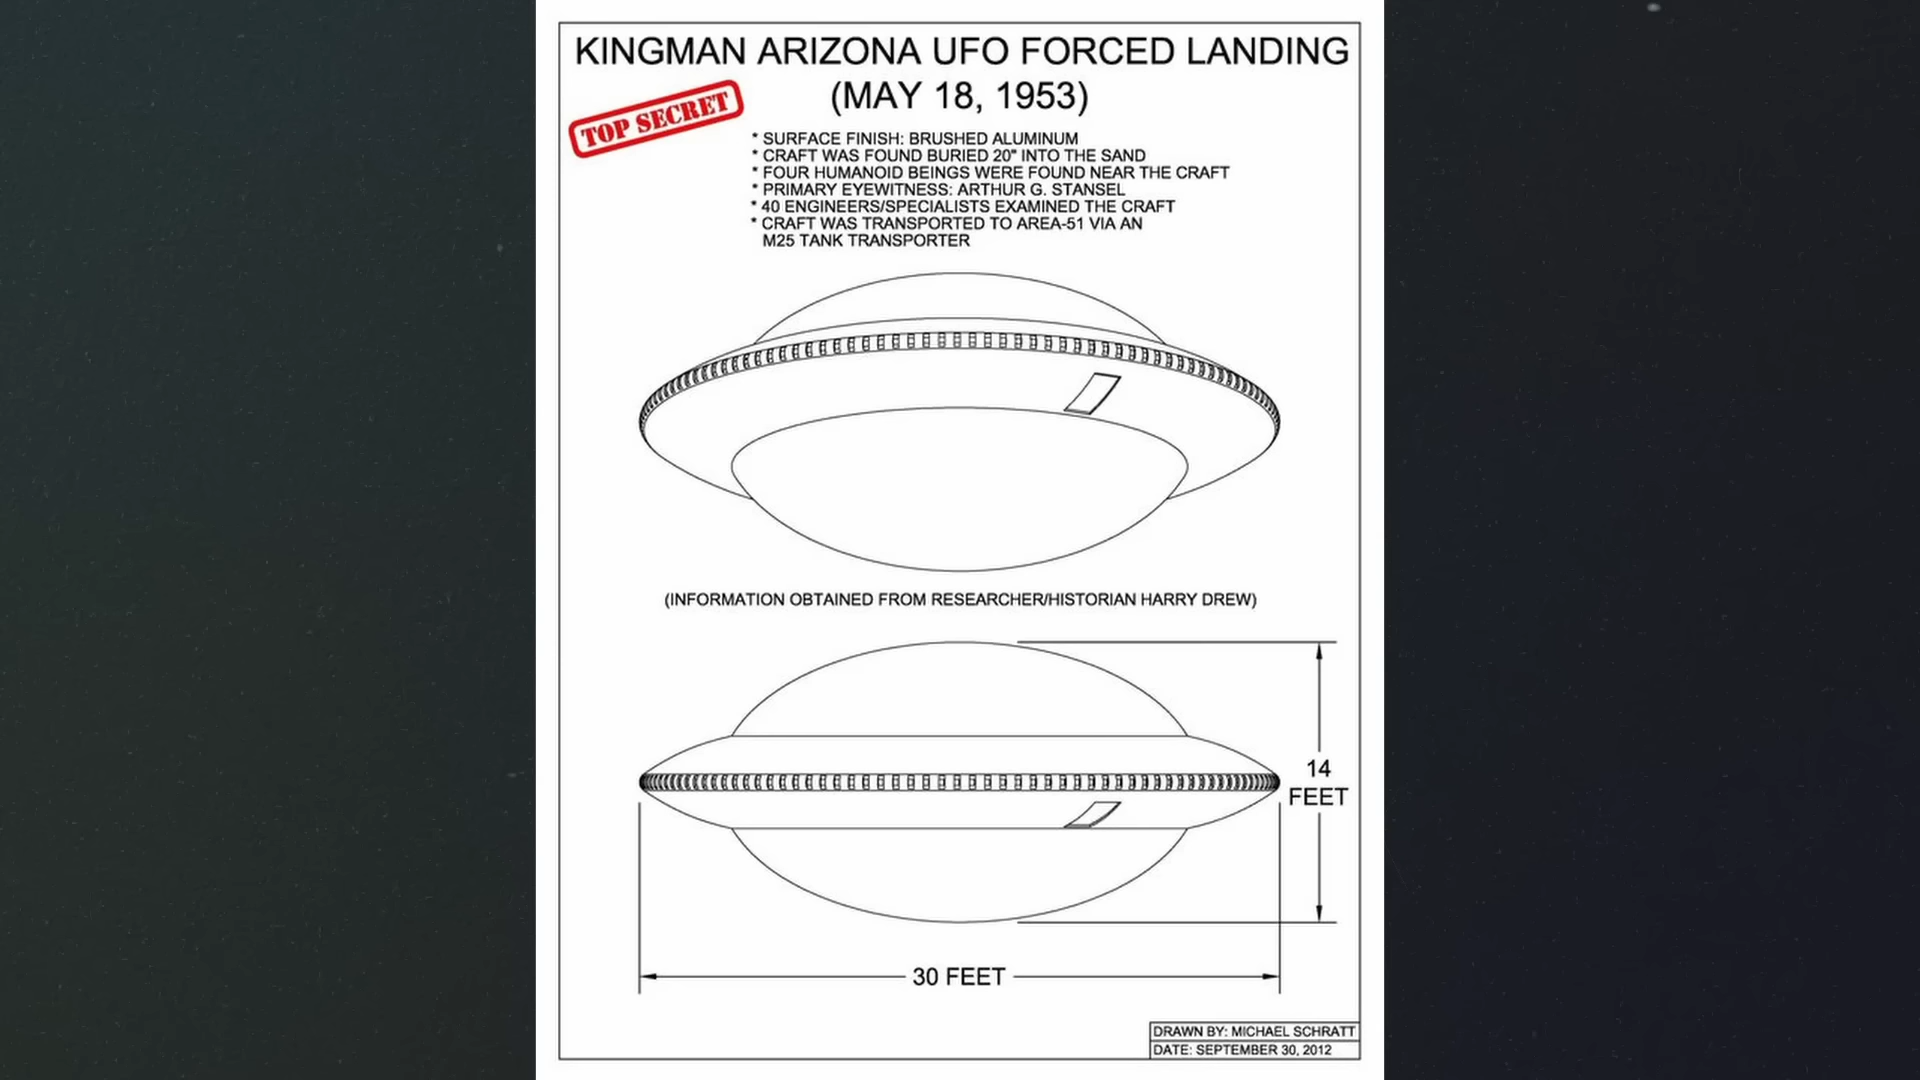 KINGMAN ARIZONA UFO FORCED LANDING
(MAY 18, 1953)
TOP SECRET
* SURFACE FINISH: BRUSHED ALUMINUM
* CRAFT WAS FOUND BURIED 20" INTO THE SAND
* FOUR HUMANOID BEINGS WERE FOUND NEAR THE CRAFT
* PRIMARY EYEWITNESS: ARTHUR G. STANSEL
* 40 ENGINEERS/SPECIALISTS EXAMINED THE CRAFT
* CRAFT WAS TRANSPORTED TO AREA-51 VIA AN
M25 TANK TRANSPORTER
(INFORMATION OBTAINED FROM RESEARCHER/HISTORIAN HARRY DREW)
14
FEET
30 FEET
DRAWN BY: MICHAEL SCHRATT
DATE: SEPTEMBER 30, 2012